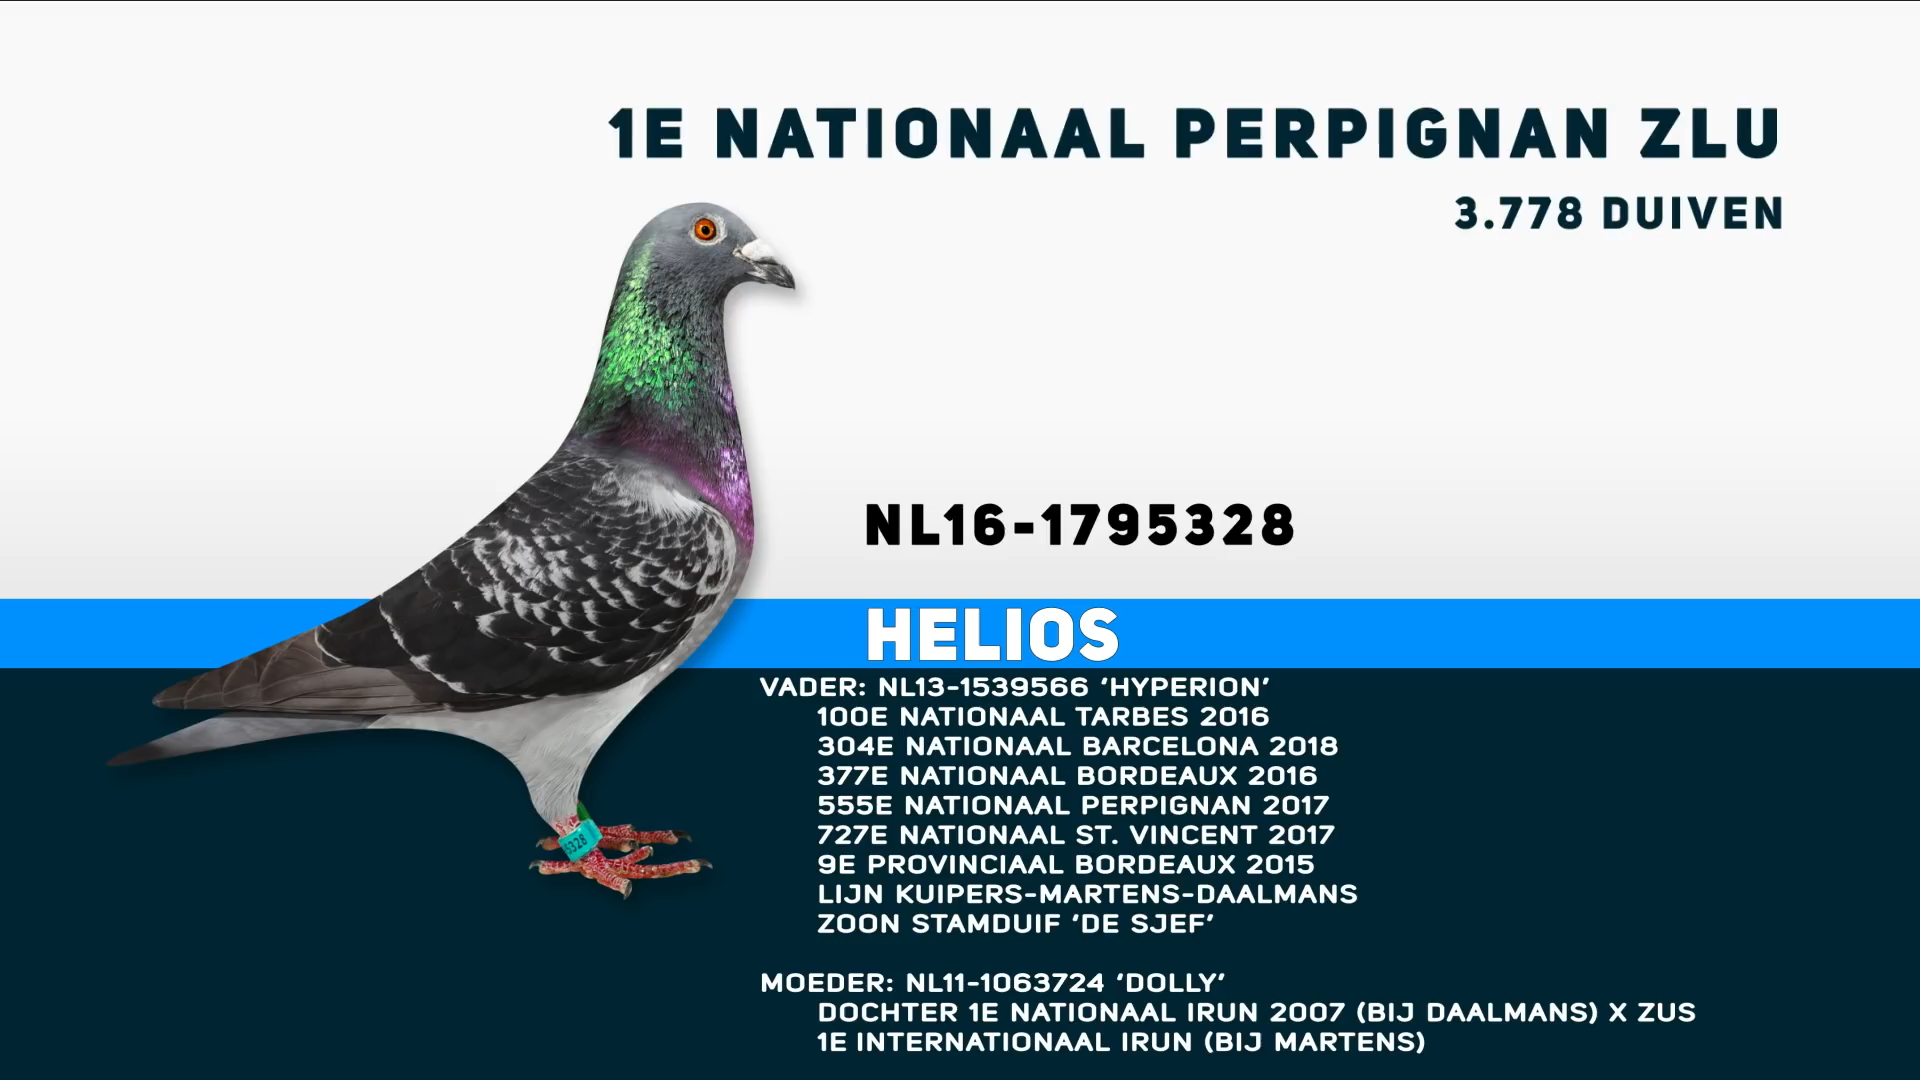 1E NATIONAAL PERPIGNAN ZLU
3.778 DUIVEN
NL16-1795328
HELIOS
VADER: NL13-1539566 ‘HYPERION’
100E NATIONAAL TARBES 2016
304E NATIONAAL BARCELONA 2018
377E NATIONAAL BORDEAUX 2016
555E NATIONAAL PERPIGNAN 2017
727E NATIONAAL ST. VINCENT 2017
9E PROVINCIAAL BORDEAUX 2015
LIJN KUIPERS-MARTENS-DAALMANS
ZOON STAMDUIF ‘DE SJEF’
MOEDER: NL11-1063724 ‘DOLLY’
DOCHTER 1E NATIONAAL IRUN 2007 (BIJ DAALMANS) X ZUS
1E INTERNATIONAAL IRUN (BIJ MARTENS)
5328